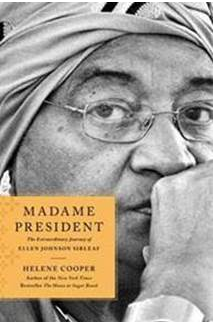 MADAME
PRESIDENT
The Extraordinary Journey of
ELLEN JOHNSON SIRLEAF
HELENE COOPER
Author of the New York Times
Bestseller The House at Sugar Beach